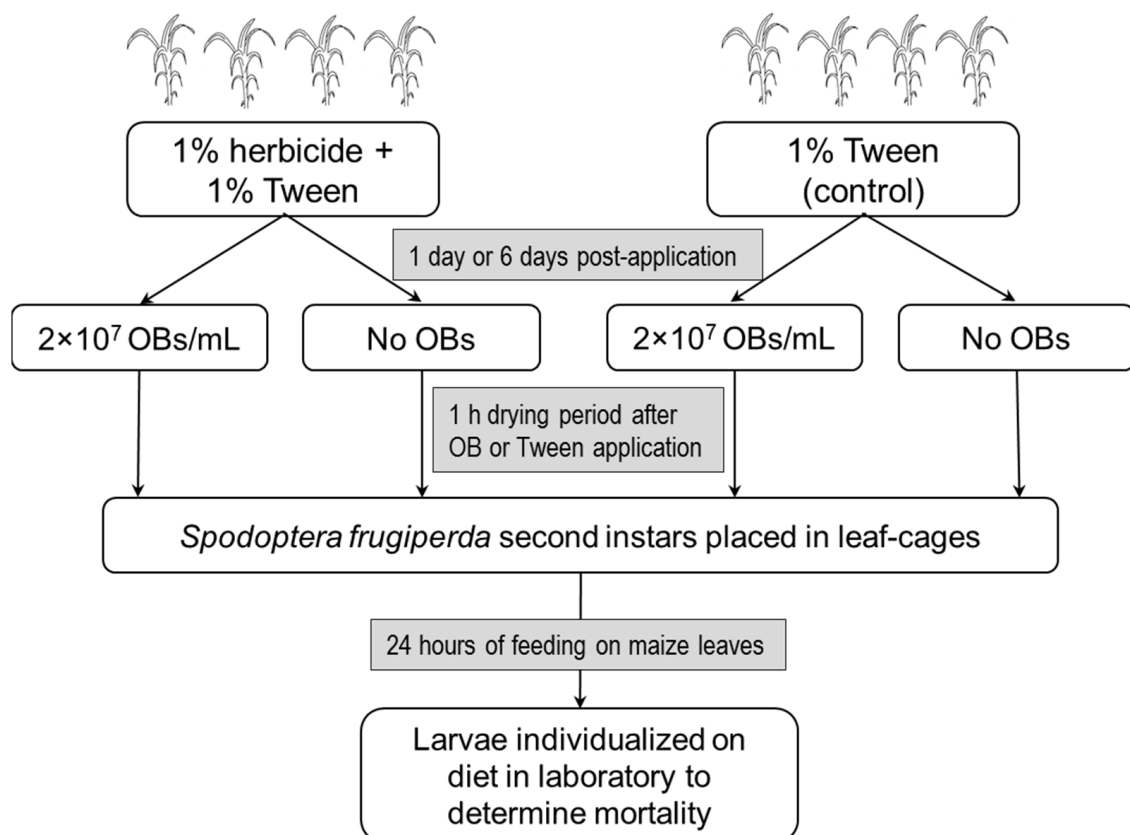 1% herbicide +
1% Tween
1% Tween
(control)
1 day or 6 days post-application
2×10⁷ OBs/mL
No OBs
2×10⁷ OBs/mL
No OBs
1 h drying period after
OB or Tween application
Spodoptera frugiperda second instars placed in leaf-cages
24 hours of feeding on maize leaves
Larvae individualized on
diet in laboratory to
determine mortality